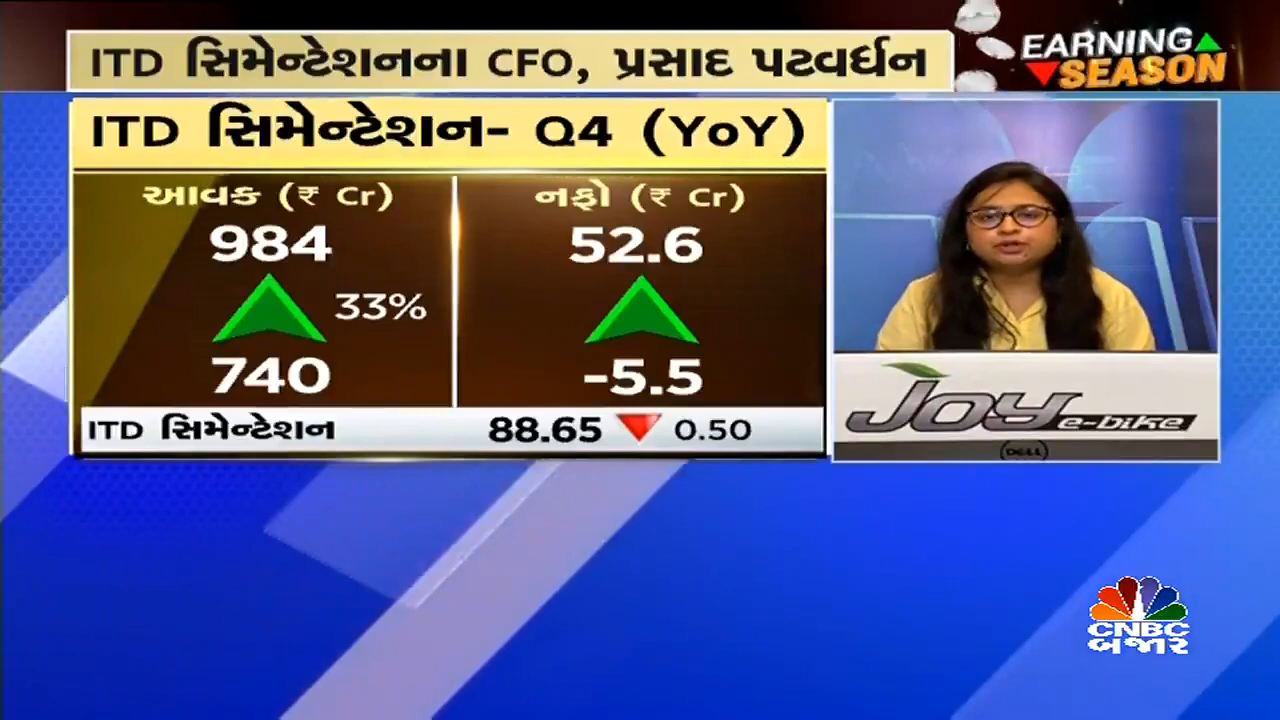 ITD સિમેન્ટેશનના CFO, પ્રસાદ પટવર્ધન
EARNING
SEASON
ITD સિમેન્ટેશન- Q4 (YoY)
આવક (₹ Cr)
નફો (₹ Cr)
984
52.6
33%
740
-5.5
ITD સિમેન્ટેશન 88.65 0.50
Joy e-bike
DELL
CNBC
બજાર